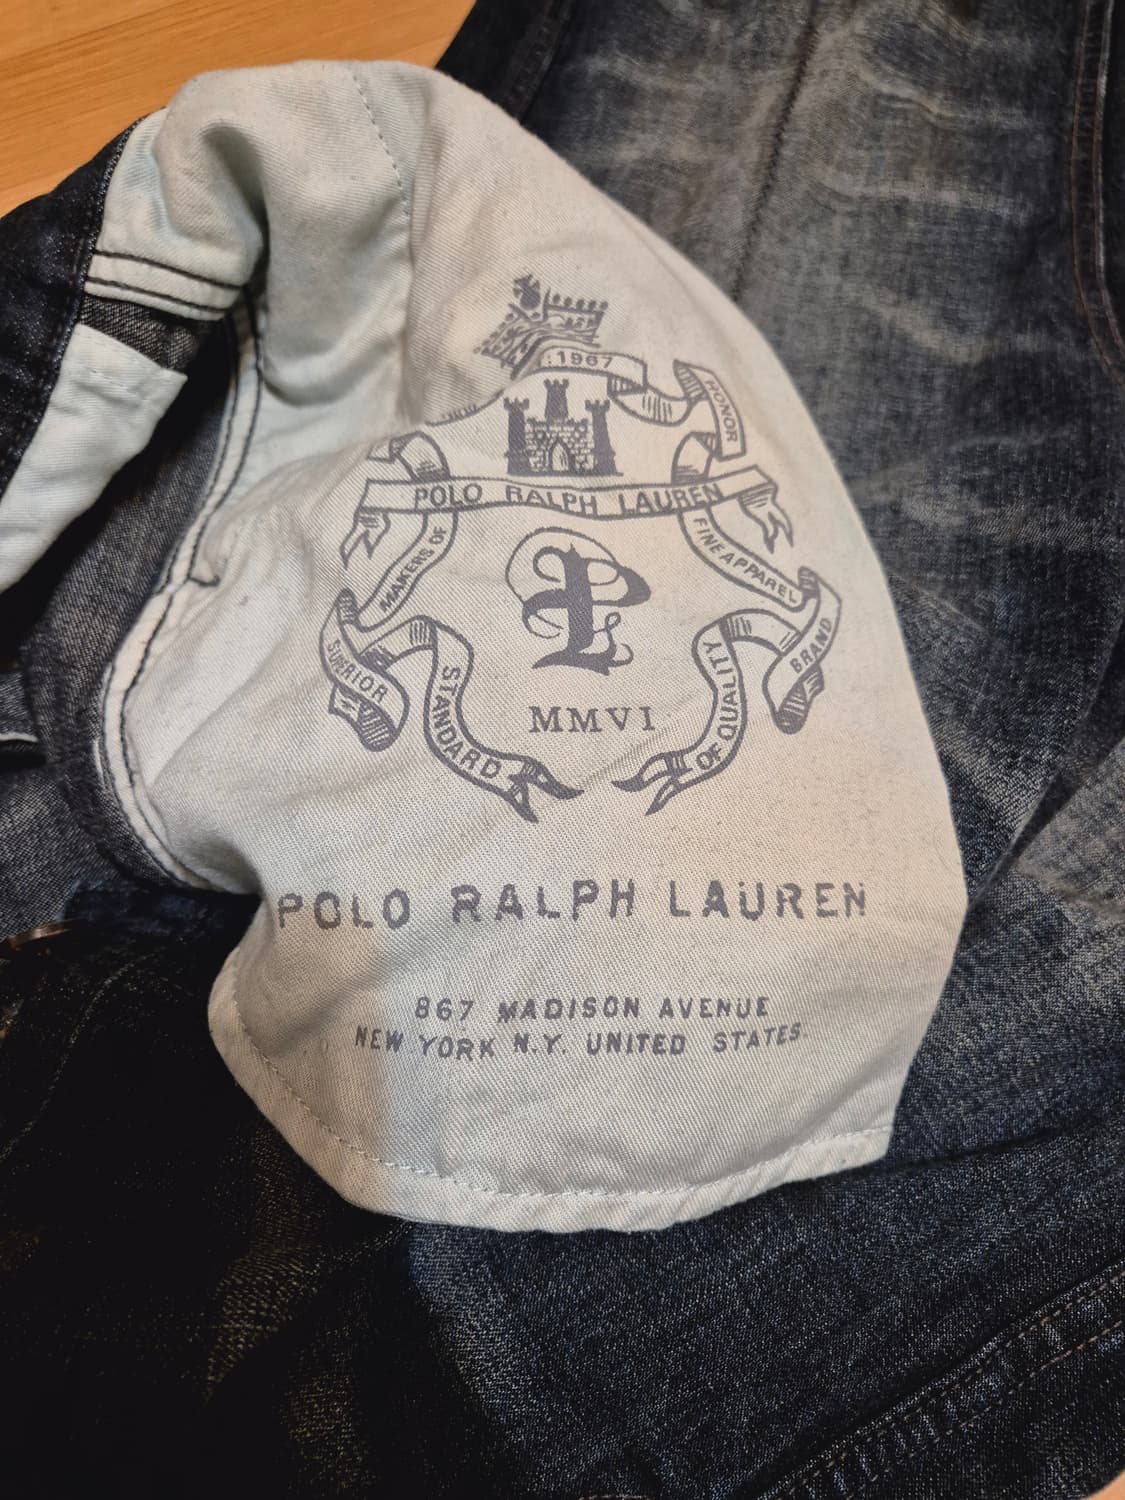 1967
HONOR
POLO RALPH LAUREN
MAKERS OF
FINE APPAREL
SUPERIOR
BRAND
STANDARD
OF QUALITY
P
MMVI
POLO RALPH LAUREN
867 MADISON AVENUE
NEW YORK N.Y. UNITED STATES.